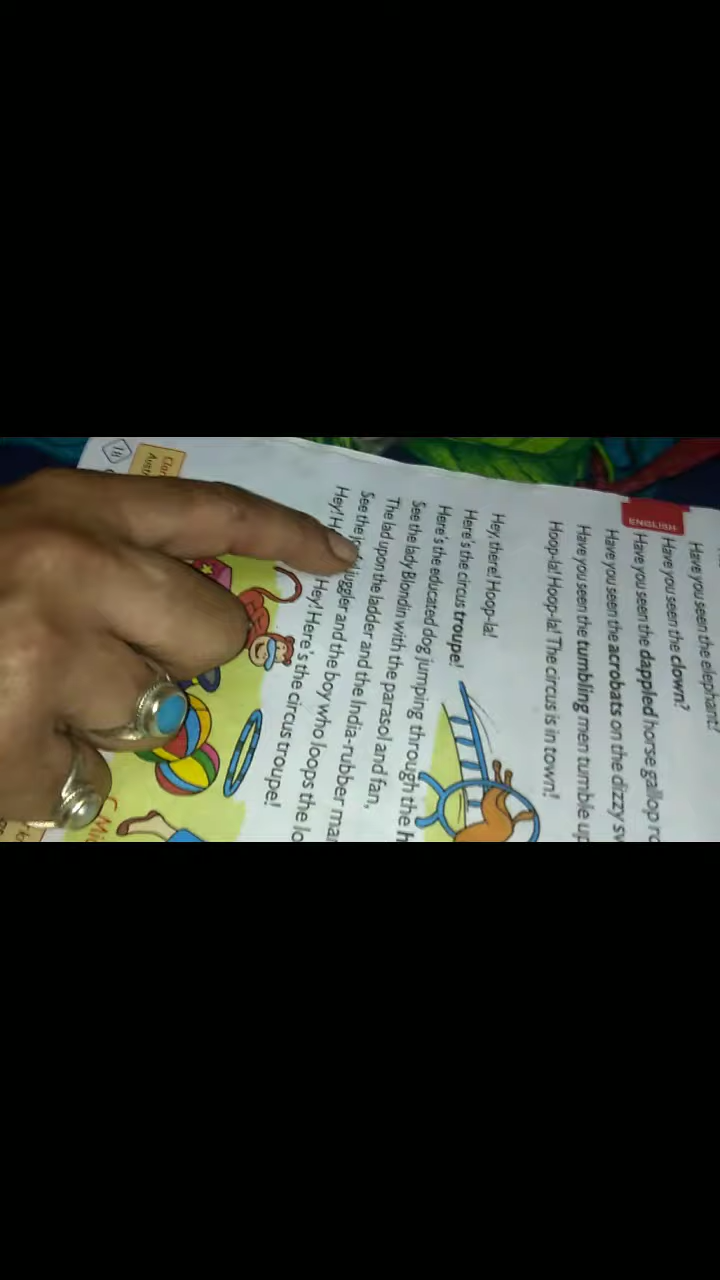 Have you seen the elephant?
ENGLISH
Have you seen the clown?
Have you seen the dappled horse gallop
Have you seen the acrobats on the dizzy
Have you seen the tumbling men tumble up
Hoop-la! Hoop-la! The circus is in town!
Hey, there! Hoop-la!
Here's the circus troupe!
Here's the educated dog jumping through the
See the lady Blondin with the parasol and fan,
The lad upon the ladder and the India-rubber
See the juggler and the boy who loops the
Hey! Hey! Here's the circus troupe!
18